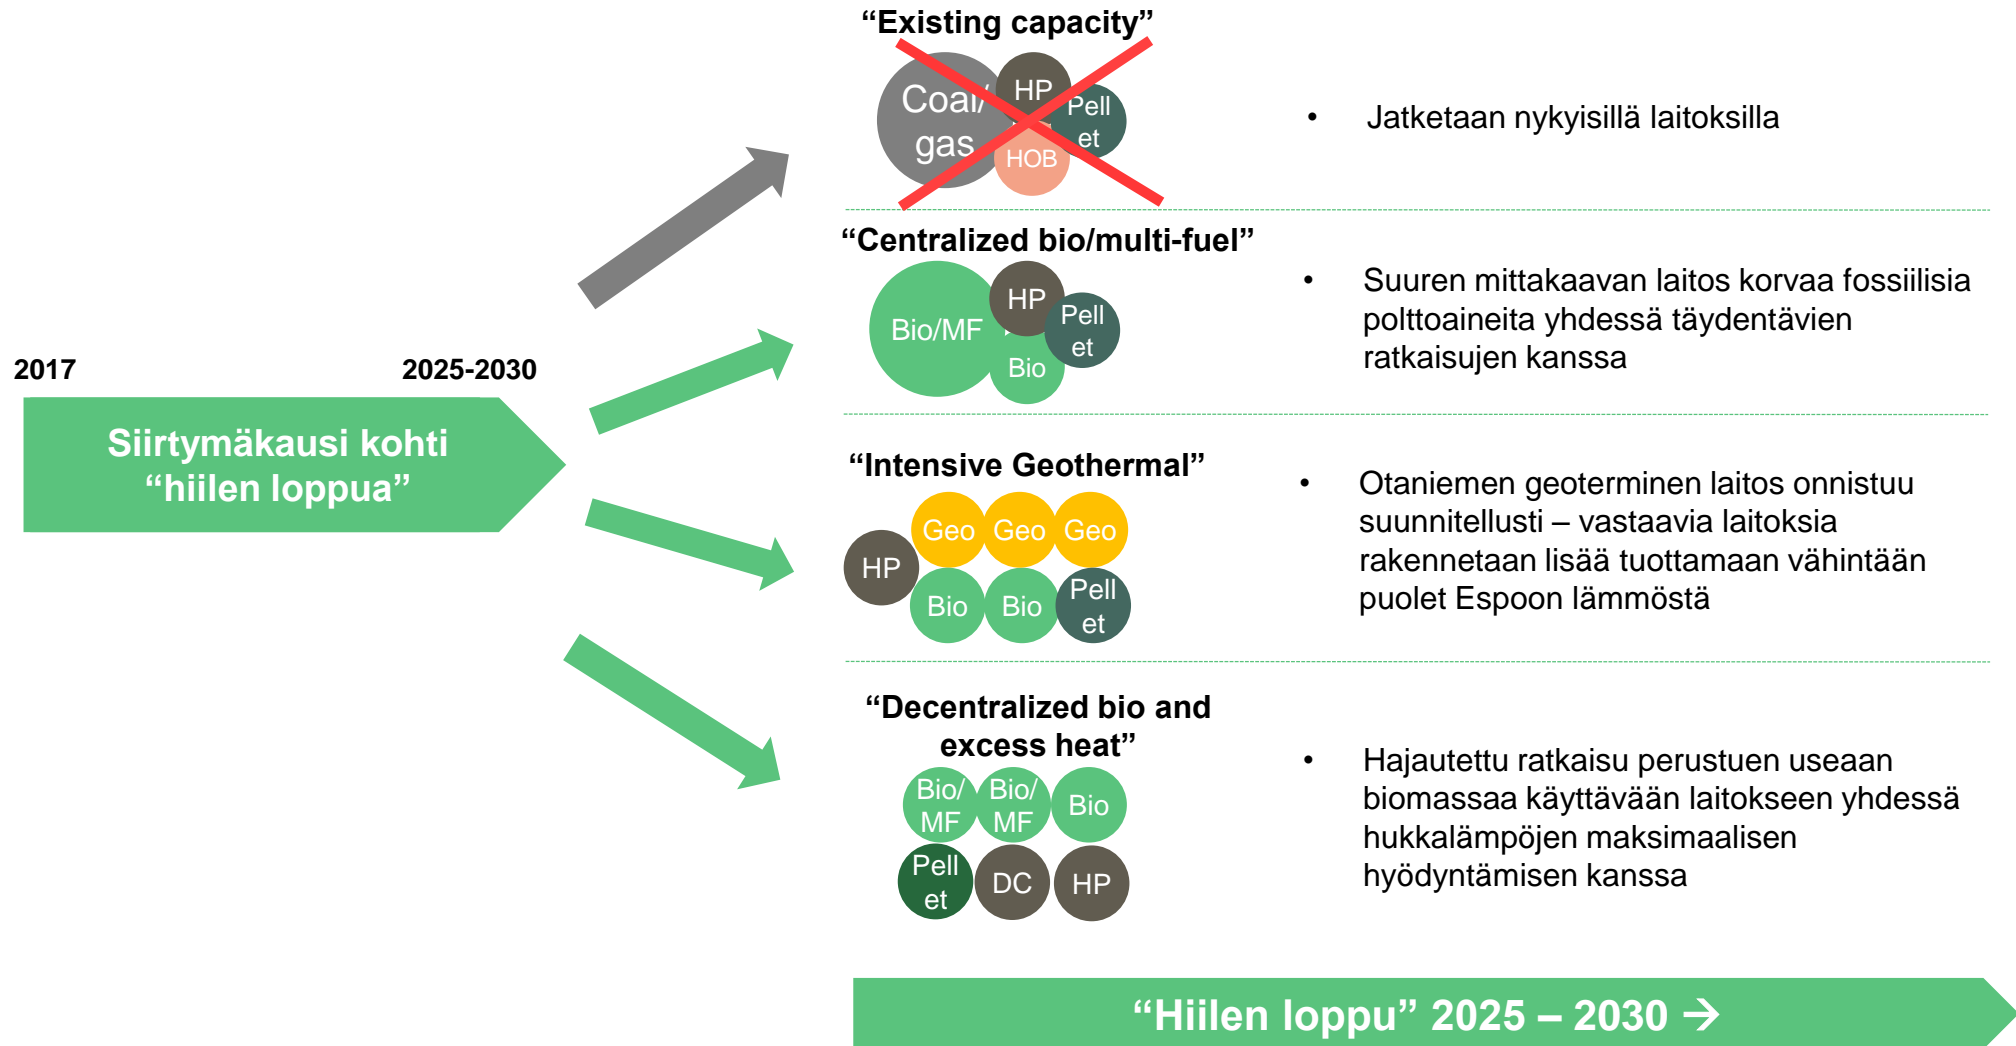 2017
2025-2030
Siirtymäkausi kohti
“hiilen loppua”
“Existing capacity”
Coal/
gas
HP
Pell
et
HOB
• Jatketaan nykyisillä laitoksilla
“Centralized bio/multi-fuel”
Bio/MF
HP
Pell
et
Bio
• Suuren mittakaavan laitos korvaa fossiilisia
polttoaineita yhdessä täydentävien
ratkaisujen kanssa
“Intensive Geothermal”
HP
Geo
Geo
Geo
Bio
Bio
Pell
et
• Otaniemen geoterminen laitos onnistuu
suunnitellusti – vastaavia laitoksia
rakennetaan lisää tuottamaan vähintään
puolet Espoon lämmöstä
“Decentralized bio and
excess heat”
Bio/
MF
Bio/
MF
Bio
Pell
et
DC
HP
• Hajautettu ratkaisu perustuen useaan
biomassaa käyttävään laitokseen yhdessä
hukkalämpöjen maksimaalisen
hyödyntämisen kanssa
“Hiilen loppu” 2025 – 2030 →